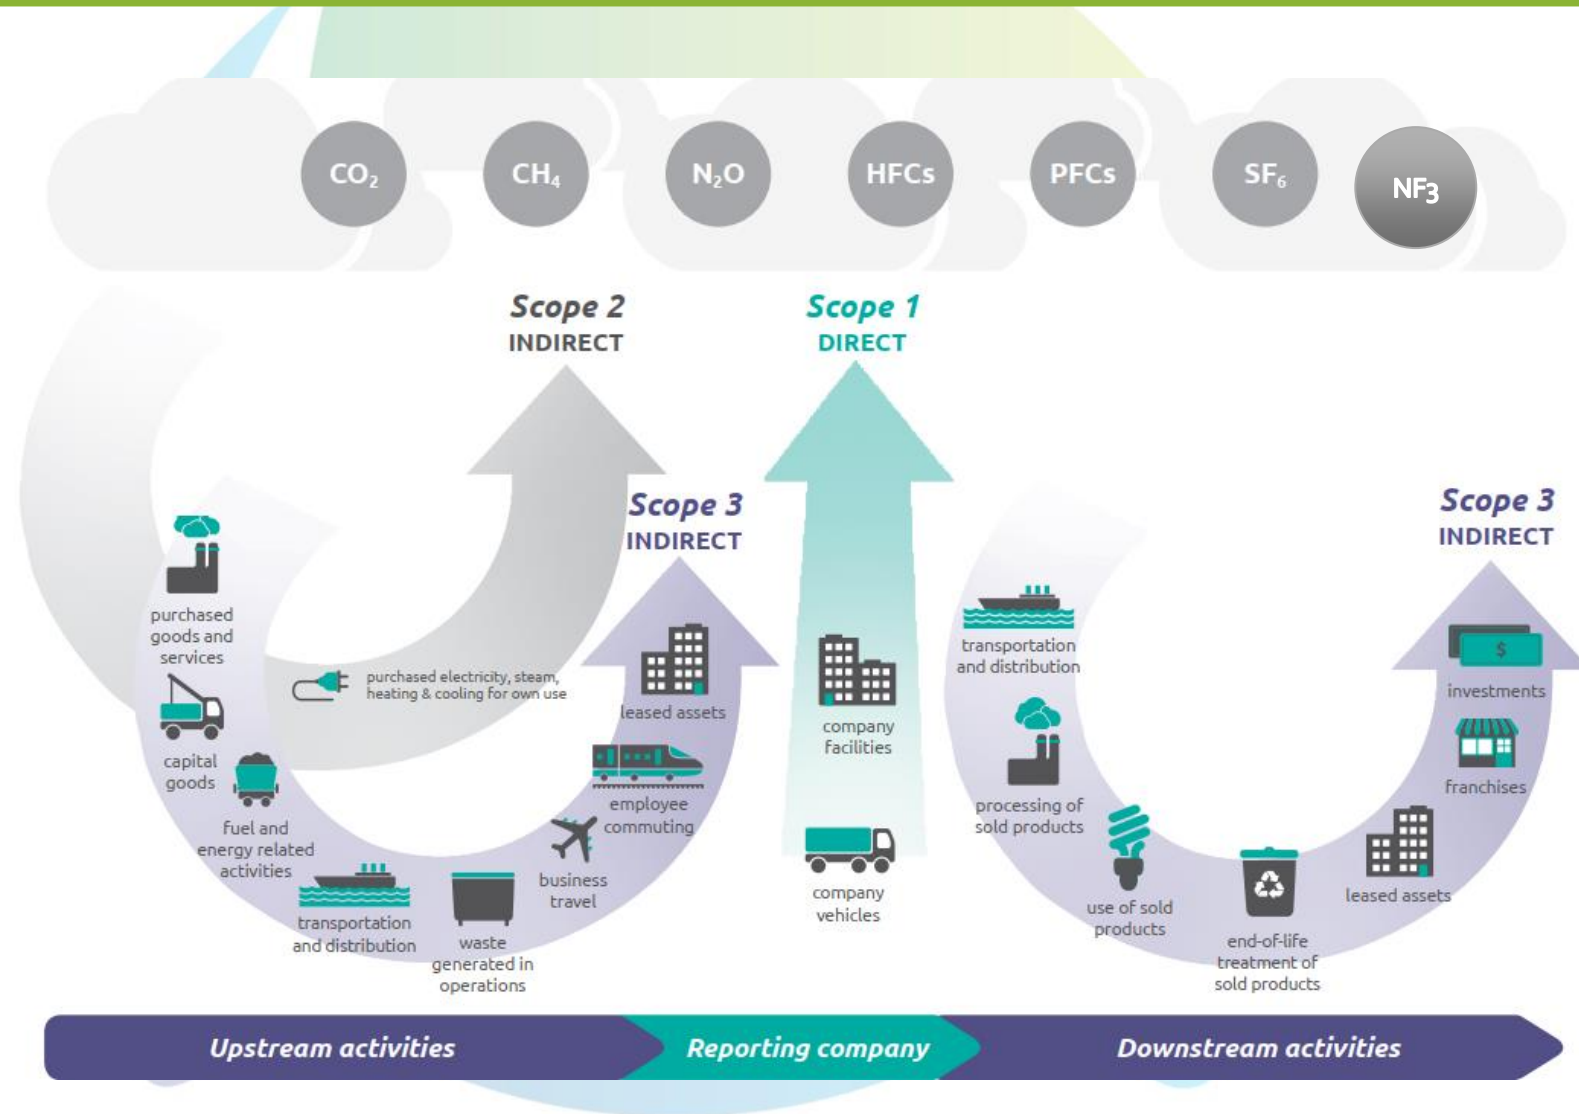 CO₂
CH₄
N₂O
HFCs
PFCs
SF₆
NF3
Scope 2
INDIRECT
Scope 1
DIRECT
Scope 3
INDIRECT
Scope 3
INDIRECT
purchased
goods and
services
purchased electricity, steam,
heating & cooling for own use
capital
goods
fuel and
energy related
activities
transportation
and distribution
waste
generated in
operations
business
travel
employee
commuting
leased assets
company
facilities
company
vehicles
transportation
and distribution
processing of
sold products
use of sold
products
end-of-life
treatment of
sold products
leased assets
franchises
$
investments
Upstream activities
Reporting company
Downstream activities